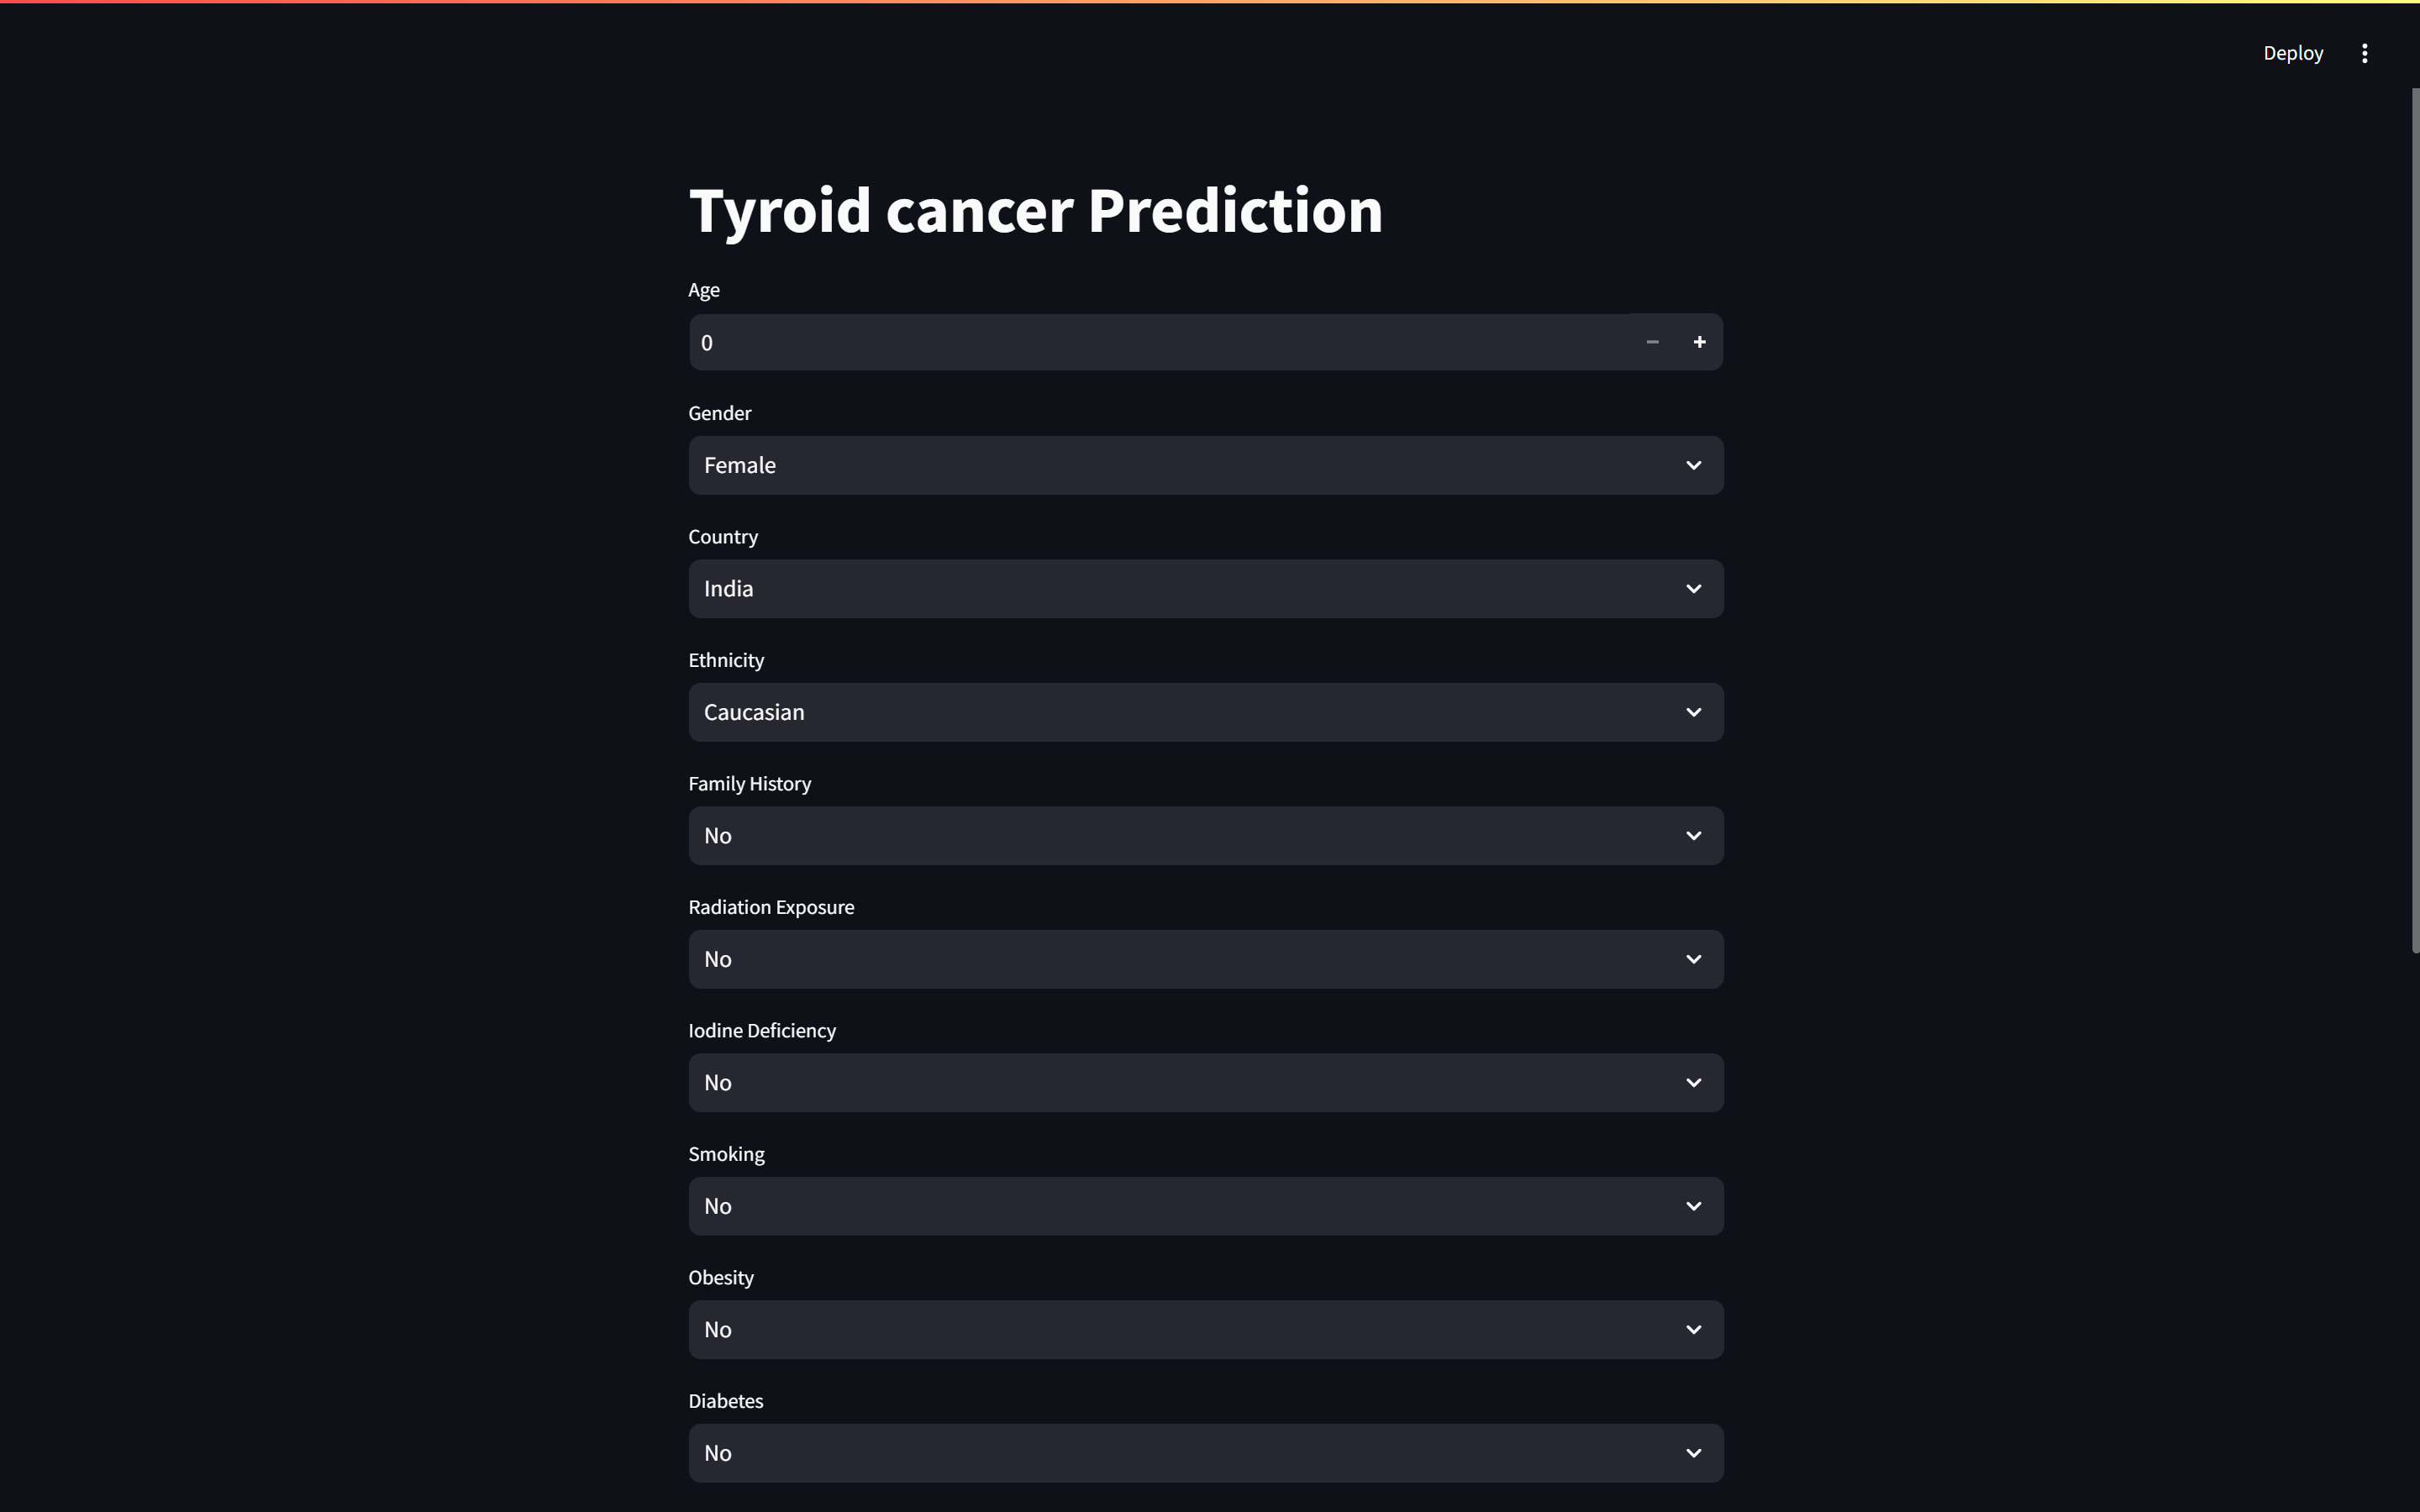 Deploy
Tyroid cancer Prediction
Age
0
Gender
Female
Country
India
Ethnicity
Caucasian
Family History
No
Radiation Exposure
No
Iodine Deficiency
No
Smoking
No
Obesity
No
Diabetes
No